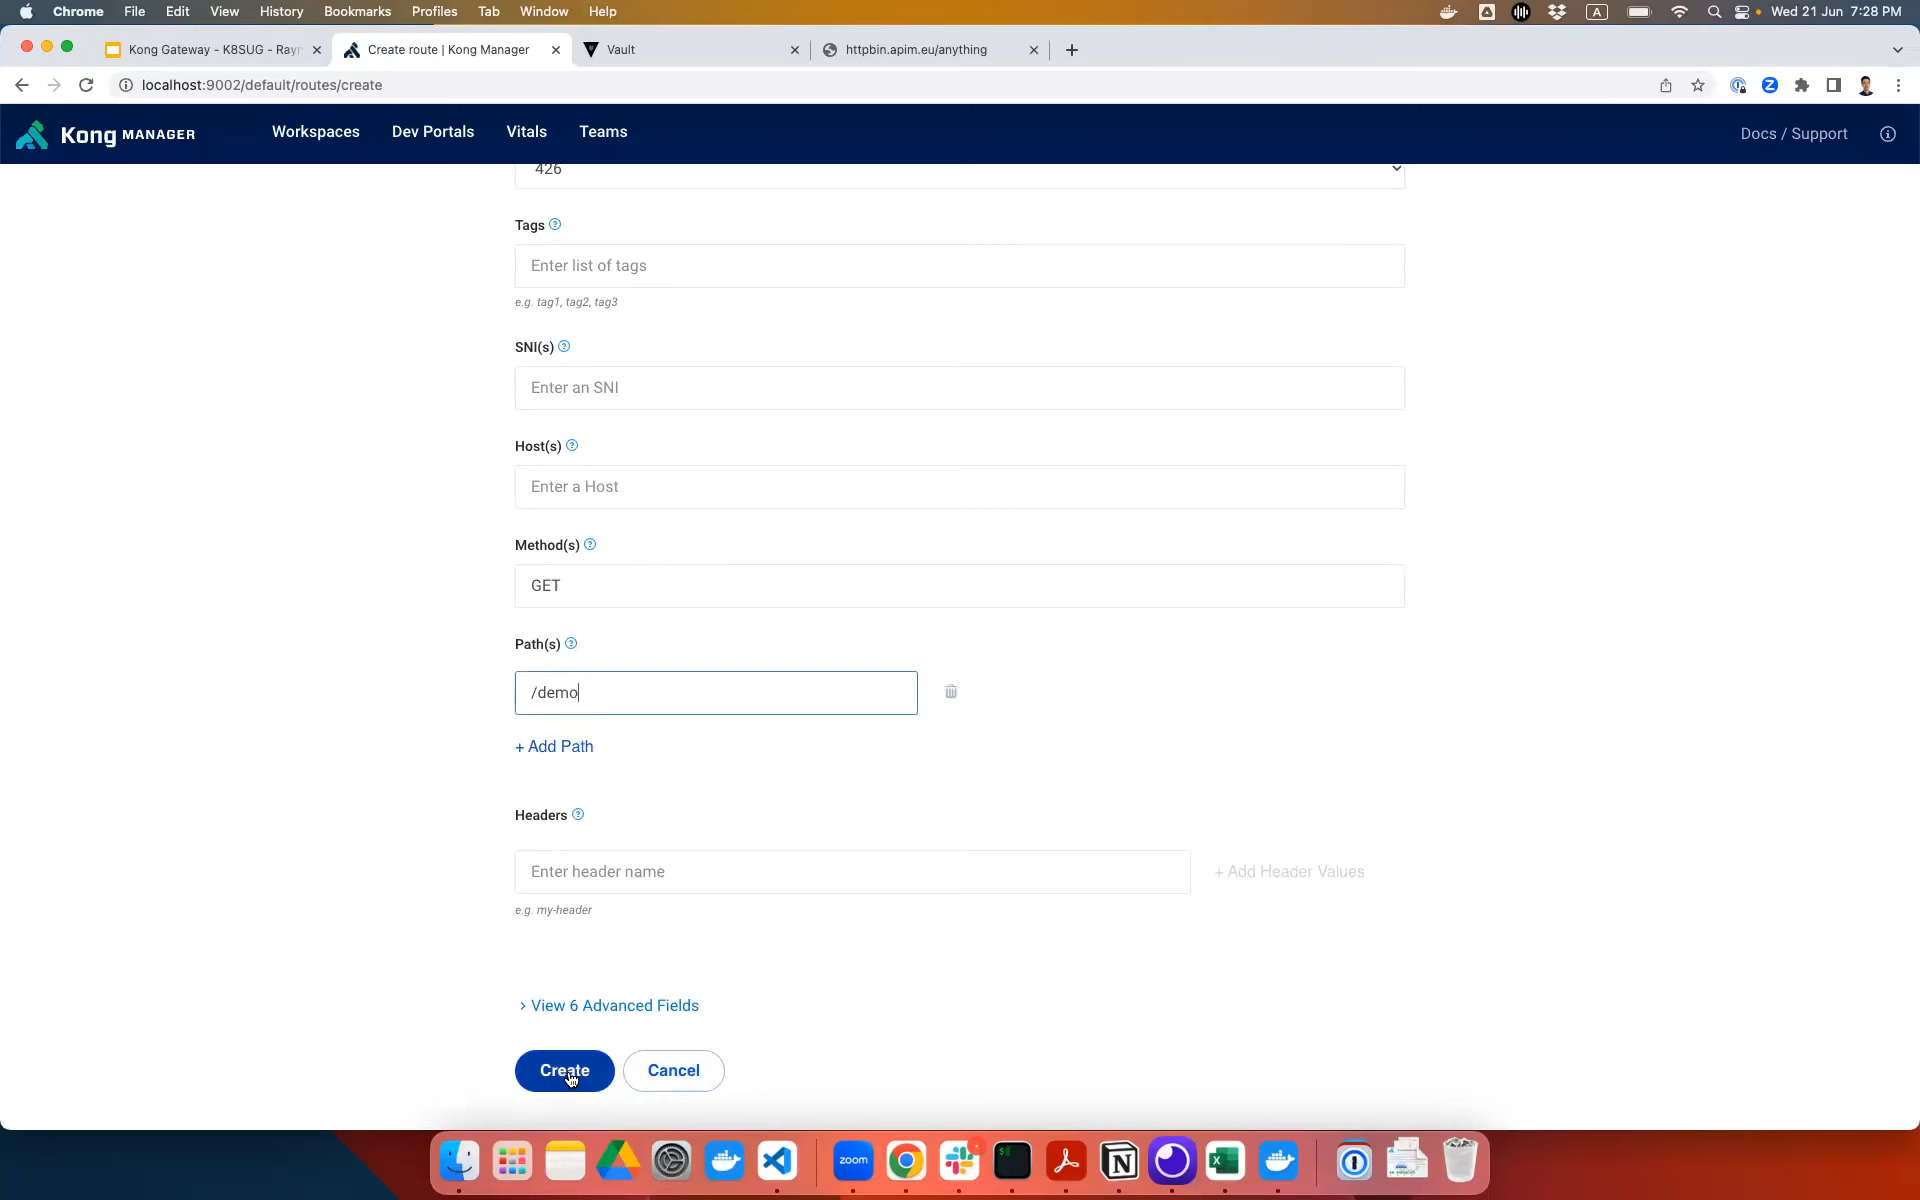 Chrome File Edit View History Bookmarks Profiles Tab Window Help
A
Wed 21 Jun 7:28 PM
Kong Gateway - K8SUG - Rayn
Create route | Kong Manager
Vault
httpbin.apim.eu/anything
localhost:9002/default/routes/create
Z
Kong MANAGER
Workspaces
Dev Portals
Vitals
Teams
Docs / Support
426
Tags
Enter list of tags
e.g. tag1, tag2, tag3
SNI(s)
Enter an SNI
Host(s)
Enter a Host
Method(s)
GET
Path(s)
/demo
+ Add Path
Headers
Enter header name
+ Add Header Values
e.g. my-header
> View 6 Advanced Fields
Create
Cancel
zoom